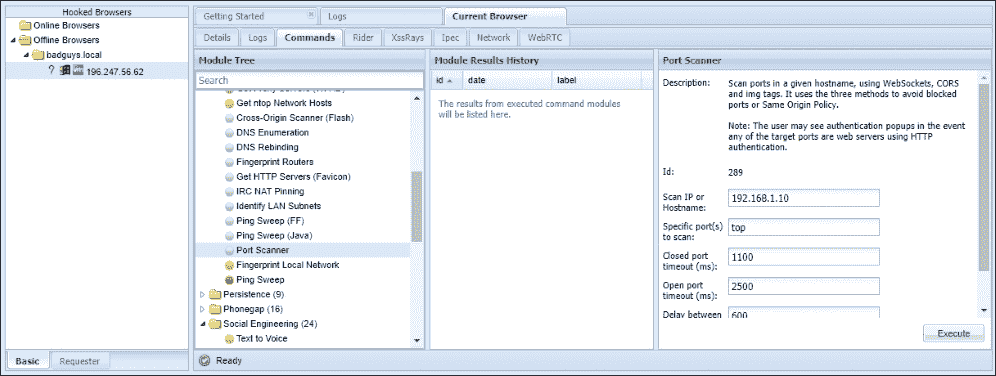 Hooked Browsers
Online Browsers
Offline Browsers
badguys.local
? 196.247.56.62
Basic
Requester
Getting Started
Logs
Current Browser
Details
Logs
Commands
Rider
XssRays
Ipec
Network
WebRTC
Module Tree
Search
Get ntop Network Hosts
Cross-Origin Scanner (Flash)
DNS Enumeration
DNS Rebinding
Fingerprint Routers
Get HTTP Servers (Favicon)
IRC NAT Pinning
Identify LAN Subnets
Ping Sweep (FF)
Ping Sweep (Java)
Port Scanner
Fingerprint Local Network
Ping Sweep
Persistence (9)
Phonegap (16)
Social Engineering (24)
Text to Voice
Module Results History
id
date
label
The results from executed command modules
will be listed here.
Port Scanner
Description:
Scan ports in a given hostname, using WebSockets, CORS
and img tags. It uses the three methods to avoid blocked
ports or Same Origin Policy.
Note: The user may see authentication popups in the event
any of the target ports are web servers using HTTP
authentication.
Id:
289
Scan IP or
Hostname:
192.168.1.10
Specific port(s)
to scan:
top
Closed port
timeout (ms):
1100
Open port
timeout (ms):
2500
Delay between
600
Execute
Ready